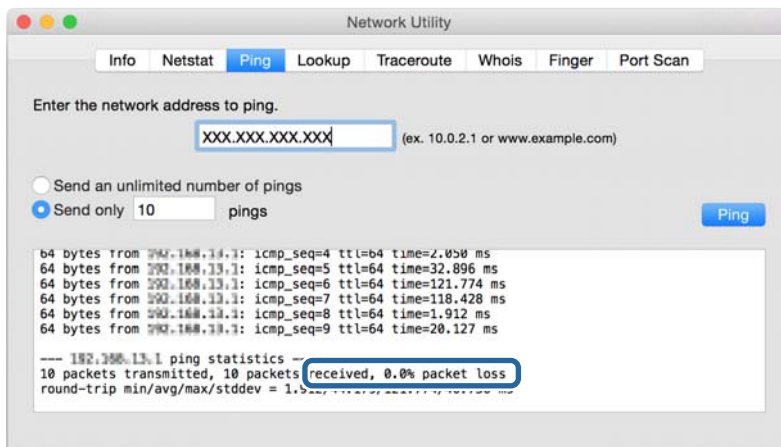 Network Utility
Info Netstat Ping Lookup Traceroute Whois Finger Port Scan
Enter the network address to ping.
XXX.XXX.XXX.XXX (ex. 10.0.2.1 or www.example.com)
Send an unlimited number of pings
Send only 10 pings
Ping
64 bytes from icmp_seq=4 ttl=64 time=2.050 ms
64 bytes from icmp_seq=5 ttl=64 time=32.896 ms
64 bytes from icmp_seq=6 ttl=64 time=121.774 ms
64 bytes from icmp_seq=7 ttl=64 time=118.428 ms
64 bytes from icmp_seq=8 ttl=64 time=1.912 ms
64 bytes from icmp_seq=9 ttl=64 time=20.127 ms
--- ping statistics
10 packets transmitted, 10 packets received, 0.0% packet loss
round-trip min/avg/max/stddev =